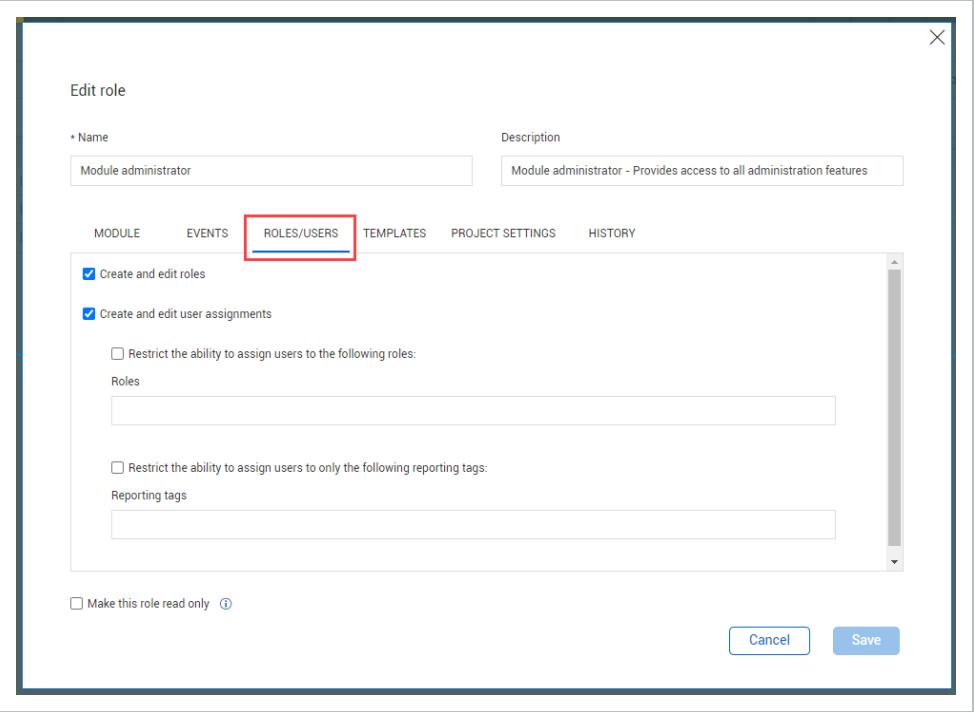 Edit role
* Name
Description
Module administrator
Module administrator - Provides access to all administration features
MODULE EVENTS ROLES/USERS TEMPLATES PROJECT SETTINGS HISTORY
Create and edit roles
Create and edit user assignments
Restrict the ability to assign users to the following roles:
Roles
Restrict the ability to assign users to only the following reporting tags:
Reporting tags
Make this role read only
Cancel Save